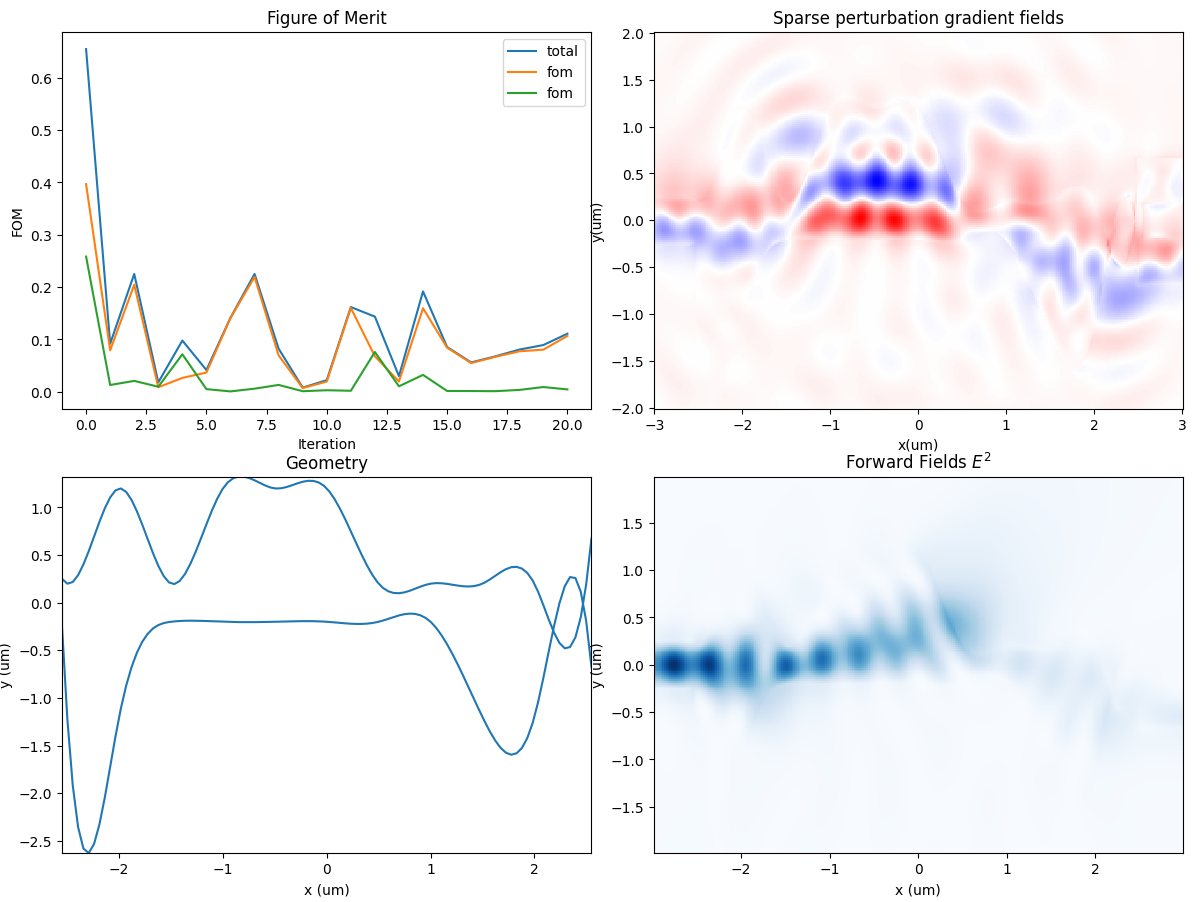 Figure of Merit
total
fom
fom
FOM
0.6
0.5
0.4
0.3
0.2
0.1
0.0
0.0 2.5 5.0 7.5 10.0 12.5 15.0 17.5 20.0
Iteration
Sparse perturbation gradient fields
y(um)
2.0
1.5
1.0
0.5
0.0
−0.5
−1.0
−1.5
−2.0
−3 −2 −1 0 1 2 3
x(um)
Geometry
y (um)
1.0
0.5
0.0
−0.5
−1.0
−1.5
−2.0
−2.5
−2 −1 0 1 2
x (um)
Forward Fields E²
y (um)
1.5
1.0
0.5
0.0
−0.5
−1.0
−1.5
−2 −1 0 1 2
x (um)